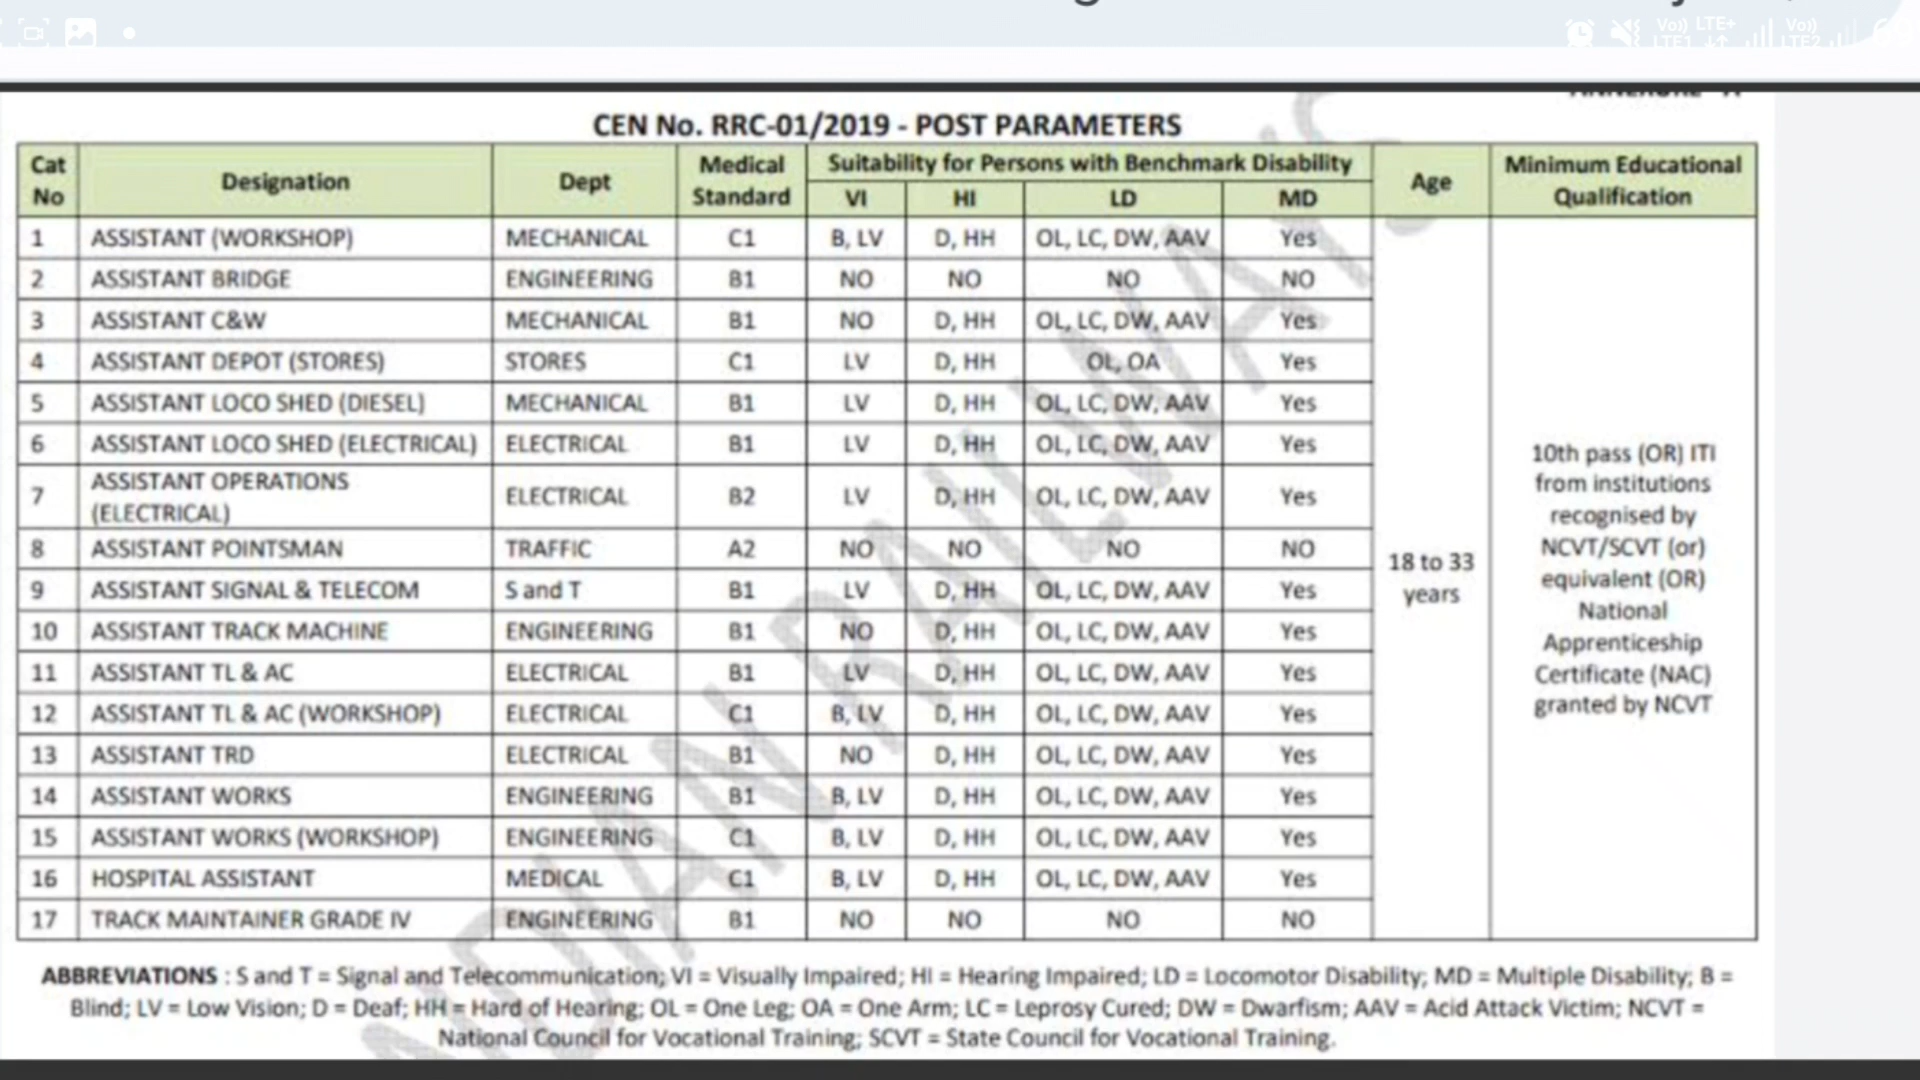 CEN No. RRC-01/2019 - POST PARAMETERS
Cat No Designation Dept Medical Standard Suitability for Persons with Benchmark Disability Age Minimum Educational Qualification
VI HI LD MD
1 ASSISTANT (WORKSHOP) MECHANICAL C1 B, LV D, HH OL, LC, DW, AAV Yes
2 ASSISTANT BRIDGE ENGINEERING B1 NO NO NO NO
3 ASSISTANT C&W MECHANICAL B1 NO D, HH OL, LC, DW, AAV Yes
4 ASSISTANT DEPOT (STORES) STORES C1 LV D, HH OL, OA Yes
5 ASSISTANT LOCO SHED (DIESEL) MECHANICAL B1 LV D, HH OL, LC, DW, AAV Yes
6 ASSISTANT LOCO SHED (ELECTRICAL) ELECTRICAL B1 LV D, HH OL, LC, DW, AAV Yes
7 ASSISTANT OPERATIONS (ELECTRICAL) ELECTRICAL B2 LV D, HH OL, LC, DW, AAV Yes
8 ASSISTANT POINTSMAN TRAFFIC A2 NO NO NO NO
9 ASSISTANT SIGNAL & TELECOM S and T B1 LV D, HH OL, LC, DW, AAV Yes
10 ASSISTANT TRACK MACHINE ENGINEERING B1 NO D, HH OL, LC, DW, AAV Yes
11 ASSISTANT TL & AC ELECTRICAL B1 LV D, HH OL, LC, DW, AAV Yes
12 ASSISTANT TL & AC (WORKSHOP) ELECTRICAL C1 B, LV D, HH OL, LC, DW, AAV Yes
13 ASSISTANT TRD ELECTRICAL B1 NO D, HH OL, LC, DW, AAV Yes
14 ASSISTANT WORKS ENGINEERING B1 B, LV D, HH OL, LC, DW, AAV Yes
15 ASSISTANT WORKS (WORKSHOP) ENGINEERING C1 B, LV D, HH OL, LC, DW, AAV Yes
16 HOSPITAL ASSISTANT MEDICAL C1 B, LV D, HH OL, LC, DW, AAV Yes
17 TRACK MAINTAINER GRADE IV ENGINEERING B1 NO NO NO NO
18 to 33
years
10th pass (OR) ITI
from institutions
recognised by
NCVT/SCVT (or)
equivalent (OR)
National
Apprenticeship
Certificate (NAC)
granted by NCVT
ABBREVIATIONS : S and T = Signal and Telecommunication; VI = Visually Impaired; HI = Hearing Impaired; LD = Locomotor Disability; MD = Multiple Disability; B =
Blind; LV = Low Vision; D = Deaf; HH = Hard of Hearing; OL = One Leg; OA = One Arm; LC = Leprosy Cured; DW = Dwarfism; AAV = Acid Attack Victim; NCVT =
National Council for Vocational Training; SCVT = State Council for Vocational Training.